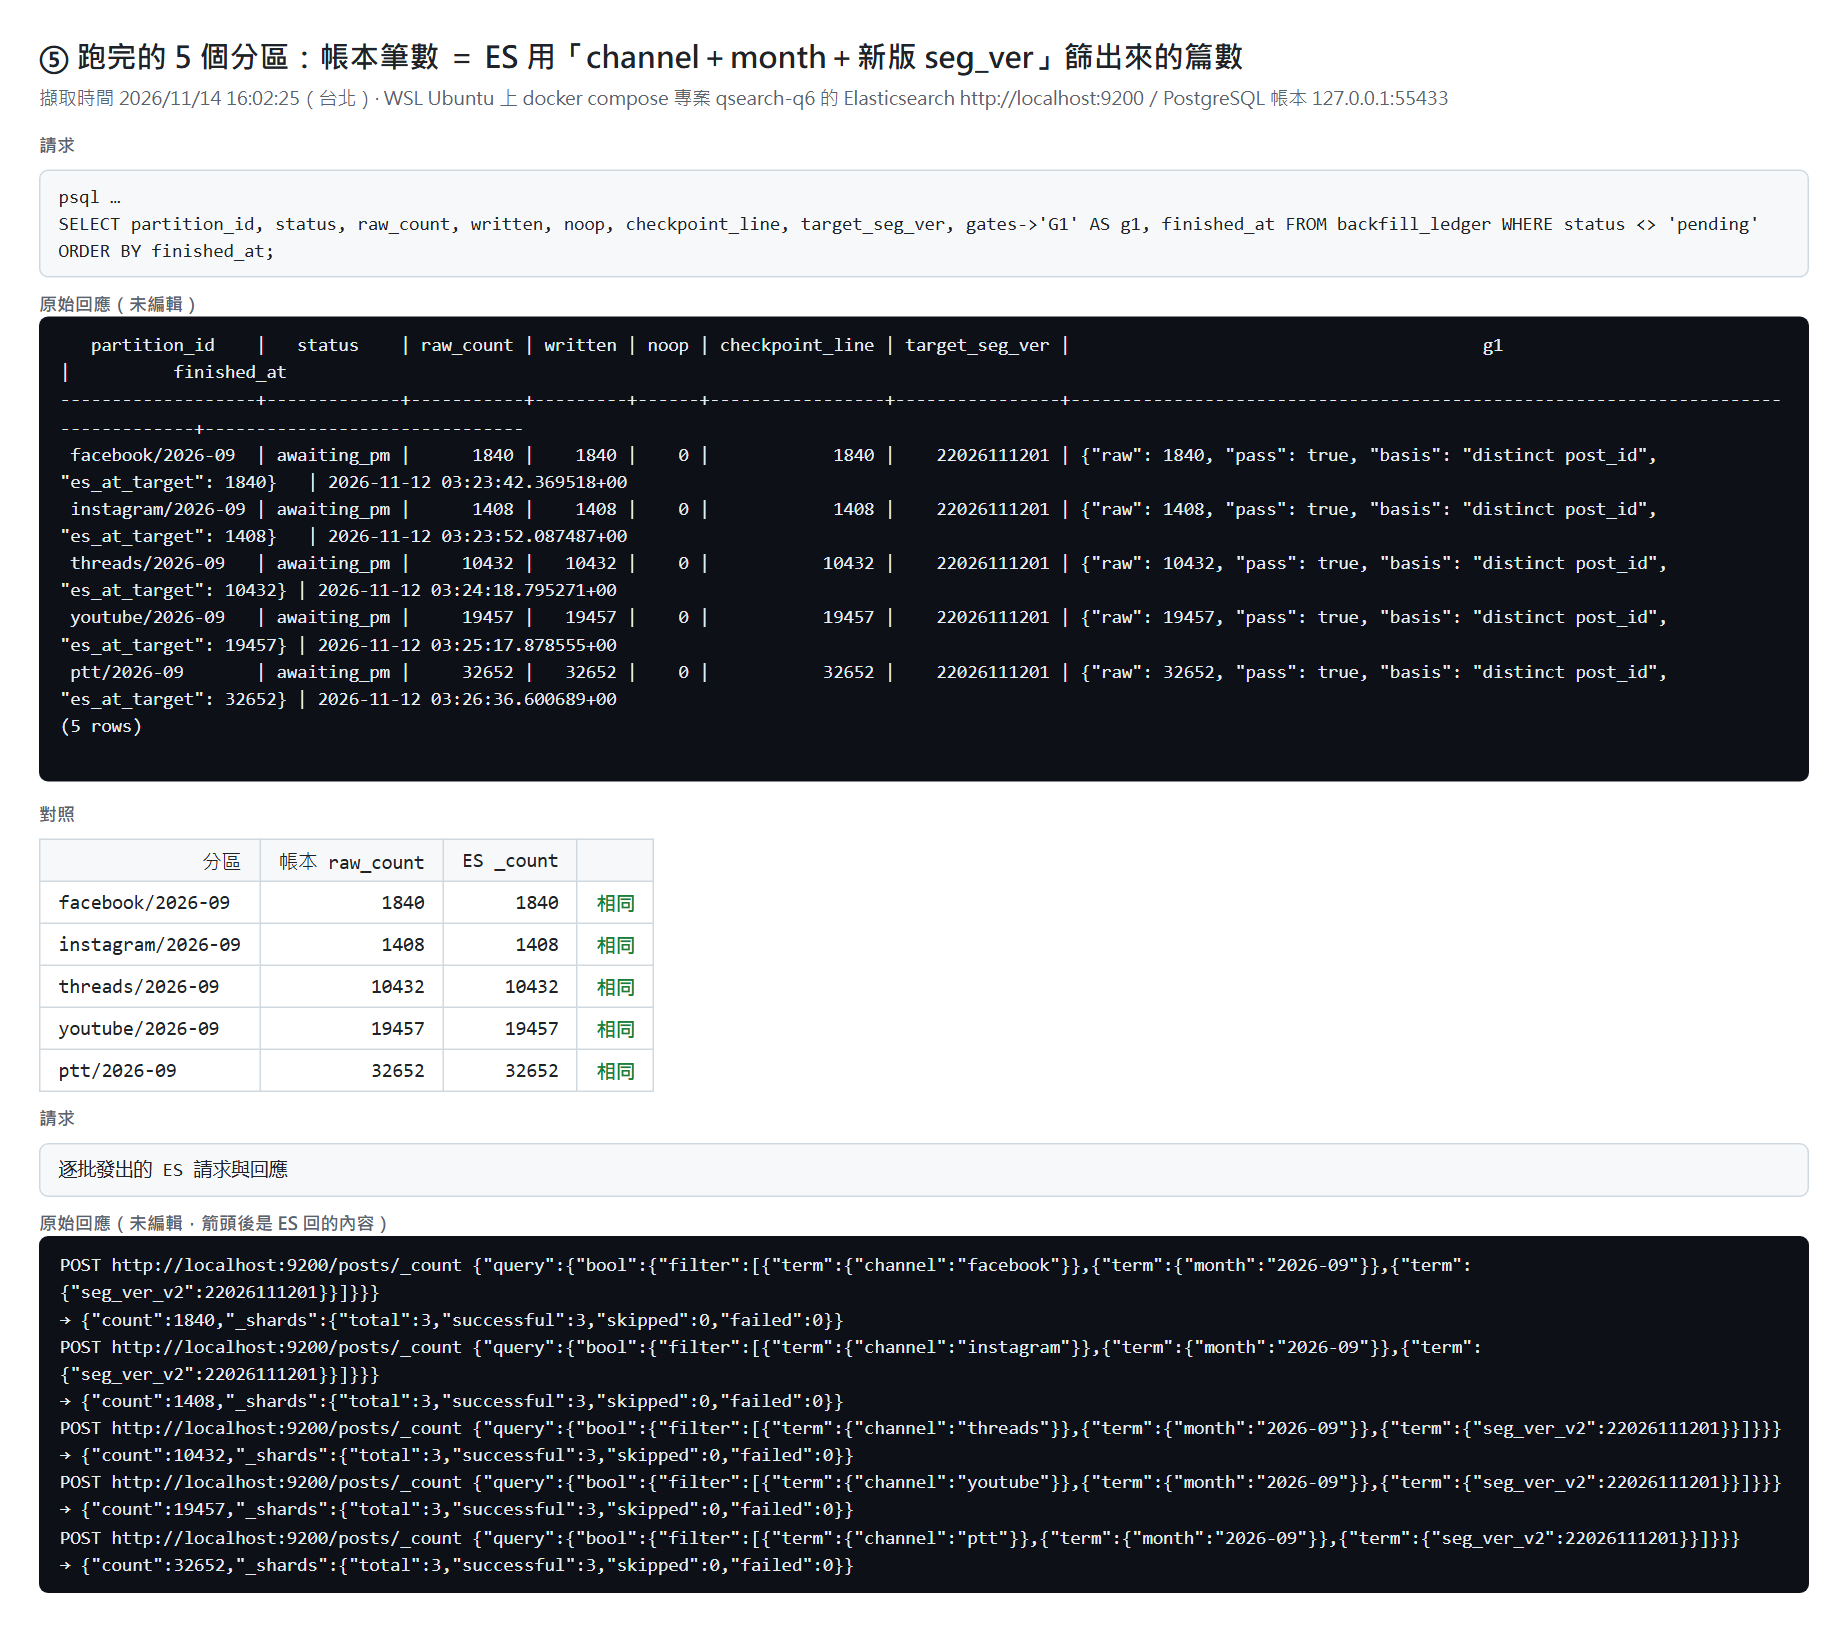 ⑤ 跑完的 5 個分區：帳本筆數 ＝ ES 用「channel＋month＋新版 seg_ver」篩出來的篇數
擷取時間 2026/11/14 16:02:25（台北）· WSL Ubuntu 上 docker compose 專案 qsearch-q6 的 Elasticsearch http://localhost:9200 / PostgreSQL 帳本 127.0.0.1:55433
請求
psql …
SELECT partition_id, status, raw_count, written, noop, checkpoint_line, target_seg_ver, gates->'G1' AS g1, finished_at FROM backfill_ledger WHERE status <> 'pending'
ORDER BY finished_at;
原始回應（未編輯）
partition_id | status | raw_count | written | noop | checkpoint_line | target_seg_ver | g1
| finished_at
-------------------+-------------+-----------+---------+------+-----------------+----------------+---------------------------------------------------------------------
-------------+-------------------------------
facebook/2026-09 | awaiting_pm | 1840 | 1840 | 0 | 1840 | 22026111201 | {"raw": 1840, "pass": true, "basis": "distinct post_id",
"es_at_target": 1840} | 2026-11-12 03:23:42.369518+00
instagram/2026-09 | awaiting_pm | 1408 | 1408 | 0 | 1408 | 22026111201 | {"raw": 1408, "pass": true, "basis": "distinct post_id",
"es_at_target": 1408} | 2026-11-12 03:23:52.087487+00
threads/2026-09 | awaiting_pm | 10432 | 10432 | 0 | 10432 | 22026111201 | {"raw": 10432, "pass": true, "basis": "distinct post_id",
"es_at_target": 10432} | 2026-11-12 03:24:18.795271+00
youtube/2026-09 | awaiting_pm | 19457 | 19457 | 0 | 19457 | 22026111201 | {"raw": 19457, "pass": true, "basis": "distinct post_id",
"es_at_target": 19457} | 2026-11-12 03:25:17.878555+00
ptt/2026-09 | awaiting_pm | 32652 | 32652 | 0 | 32652 | 22026111201 | {"raw": 32652, "pass": true, "basis": "distinct post_id",
"es_at_target": 32652} | 2026-11-12 03:26:36.600689+00
(5 rows)
對照
分區 帳本 raw_count ES _count
facebook/2026-09 1840 1840 相同
instagram/2026-09 1408 1408 相同
threads/2026-09 10432 10432 相同
youtube/2026-09 19457 19457 相同
ptt/2026-09 32652 32652 相同
請求
逐批發出的 ES 請求與回應
原始回應（未編輯 · 箭頭後是 ES 回的內容）
POST http://localhost:9200/posts/_count {"query":{"bool":{"filter":[{"term":{"channel":"facebook"}},{"term":{"month":"2026-09"}},{"term":
{"seg_ver_v2":22026111201}}]}}}
→ {"count":1840,"_shards":{"total":3,"successful":3,"skipped":0,"failed":0}}
POST http://localhost:9200/posts/_count {"query":{"bool":{"filter":[{"term":{"channel":"instagram"}},{"term":{"month":"2026-09"}},{"term":
{"seg_ver_v2":22026111201}}]}}}
→ {"count":1408,"_shards":{"total":3,"successful":3,"skipped":0,"failed":0}}
POST http://localhost:9200/posts/_count {"query":{"bool":{"filter":[{"term":{"channel":"threads"}},{"term":{"month":"2026-09"}},{"term":{"seg_ver_v2":22026111201}}]}}}
→ {"count":10432,"_shards":{"total":3,"successful":3,"skipped":0,"failed":0}}
POST http://localhost:9200/posts/_count {"query":{"bool":{"filter":[{"term":{"channel":"youtube"}},{"term":{"month":"2026-09"}},{"term":{"seg_ver_v2":22026111201}}]}}}
→ {"count":19457,"_shards":{"total":3,"successful":3,"skipped":0,"failed":0}}
POST http://localhost:9200/posts/_count {"query":{"bool":{"filter":[{"term":{"channel":"ptt"}},{"term":{"month":"2026-09"}},{"term":{"seg_ver_v2":22026111201}}]}}}
→ {"count":32652,"_shards":{"total":3,"successful":3,"skipped":0,"failed":0}}